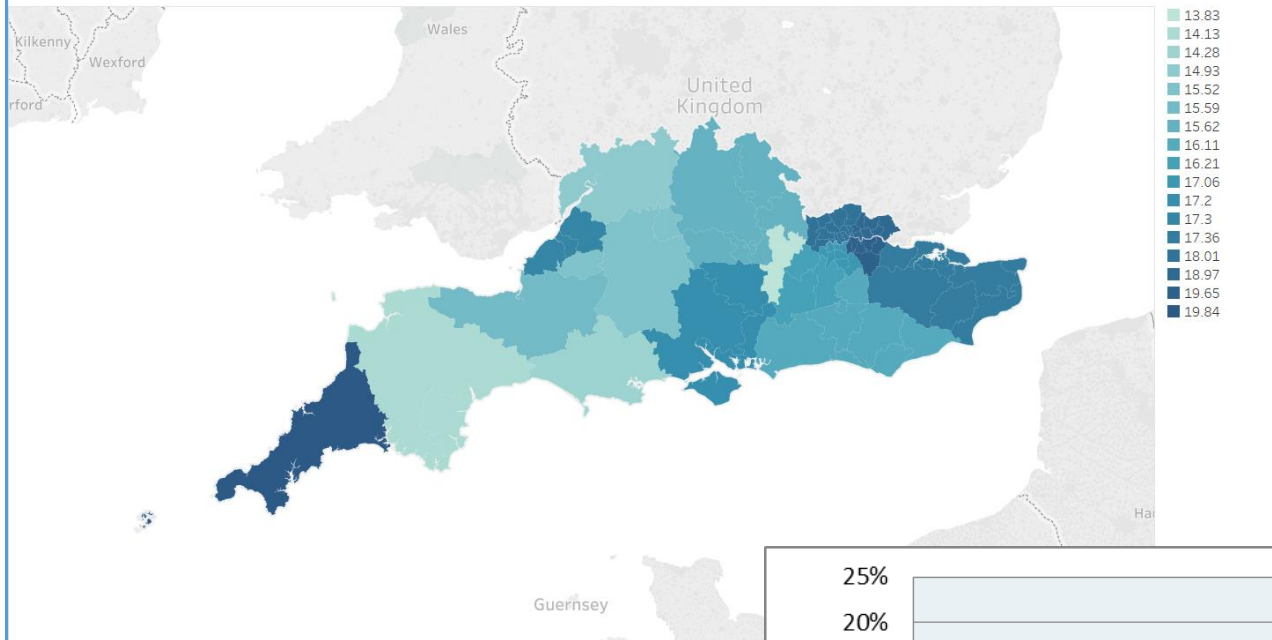 Kilkenny
Wexford
rford
Wales
United
Kingdom
Guernsey
Ha
13.83
14.13
14.28
14.93
15.52
15.59
15.62
16.11
16.21
17.06
17.2
17.3
17.36
18.01
18.97
19.65
19.84
25%
20%